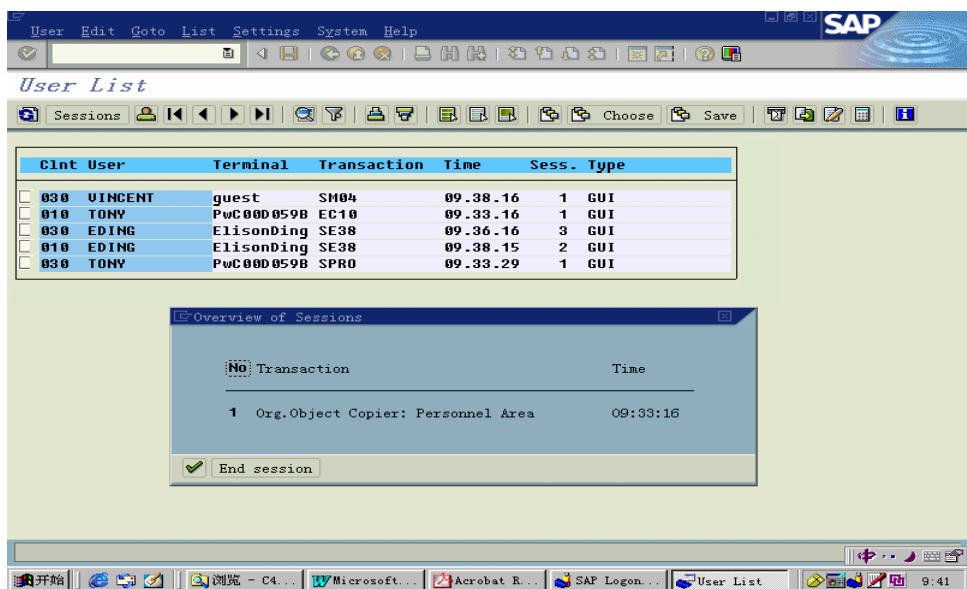 User Edit Goto List Settings System Help
SAP
User List
Sessions Choose Save
Clnt User Terminal Transaction Time Sess. Type
030 VINCENT guest SM04 09.38.16 1 GUI
010 TONY PwC00D059B EC10 09.33.16 1 GUI
030 EDING ElisonDing SE38 09.36.16 3 GUI
010 EDING ElisonDing SE38 09.38.15 2 GUI
030 TONY PwC00D059B SPRO 09.33.29 1 GUI
Overview of Sessions
No Transaction Time
1 Org.Object Copier: Personnel Area 09:33:16
End session
中
开始 浏览 - C4... Microsoft... Acrobat R... SAP Logon... User List 9:41